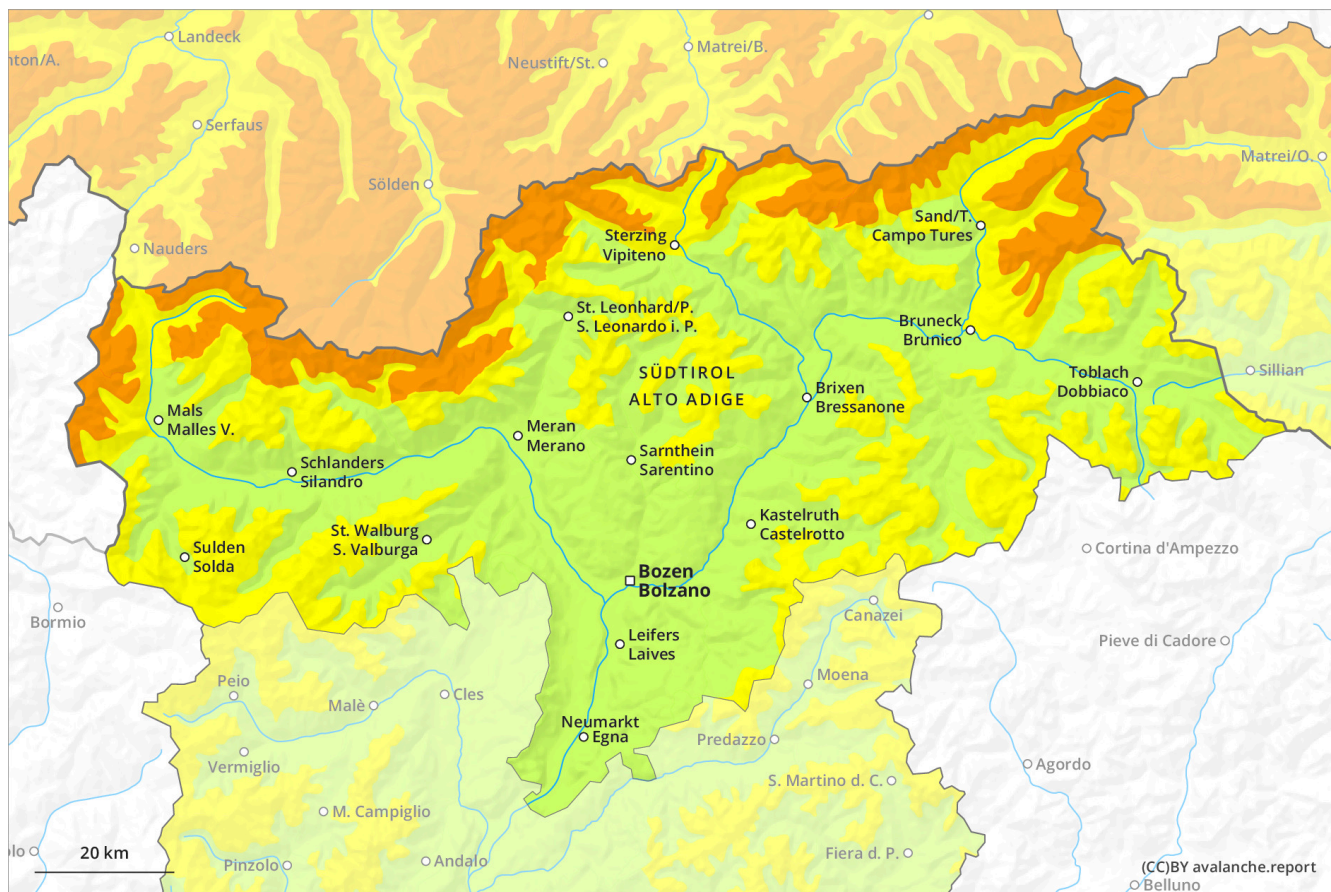 Landeck
Matrei/B.
nton/A.
Neustift/St.
Serfaus
Matrei/O.
Sölden
Sand/T.
Campo Tures
Sterzing
Vipiteno
Nauders
St. Leonhard/P.
S. Leonardo i. P.
Bruneck
Brunico
SÜDTIROL
ALTO ADIGE
Toblach
Dobbiaco
Sillian
Brixen
Bressanone
Mals
Malles V.
Meran
Merano
Sarnthein
Sarentino
Schlanders
Silandro
Kastelruth
Castelrotto
St. Walburg
S. Valburga
Sulden
Solda
Cortina d'Ampezzo
Bozen
Bolzano
Bormio
Canazei
Leifers
Laives
Pieve di Cadore
Peio
Moena
Cles
Malè
Neumarkt
Egna
Predazzo
Vermiglio
Agordo
S. Martino d. C.
M. Campiglio
olo
20 km
Pinzolo
Andalo
Fiera d. P.
(CC)BY avalanche.report
Belluno